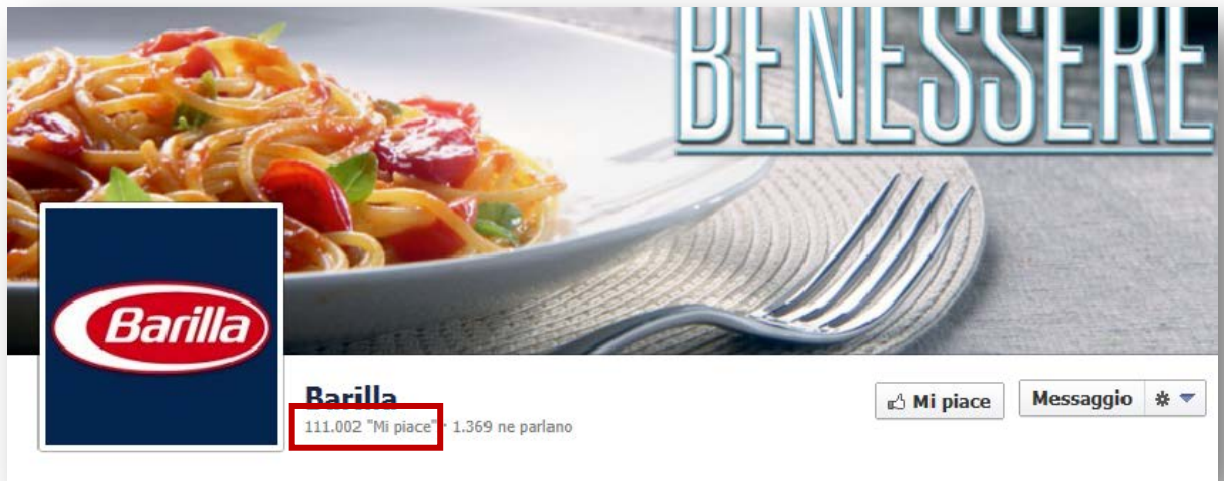 BENESSERE
Barilla
Barilla
111.002 "Mi piace" · 1.369 ne parlano
Mi piace
Messaggio